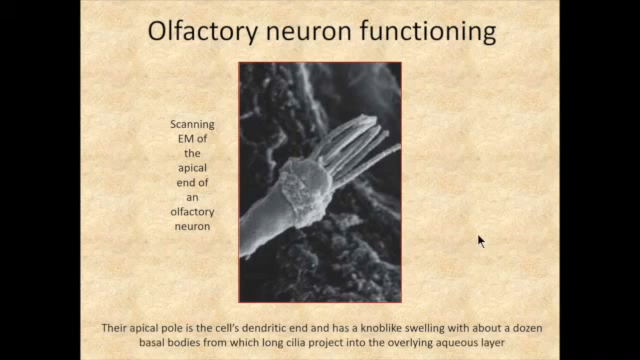 Olfactory neuron functioning
Scanning
EM of
the
apical
end of
an
olfactory
neuron
Their apical pole is the cell's dendritic end and has a knoblike swelling with about a dozen
basal bodies from which long cilia project into the overlying aqueous layer